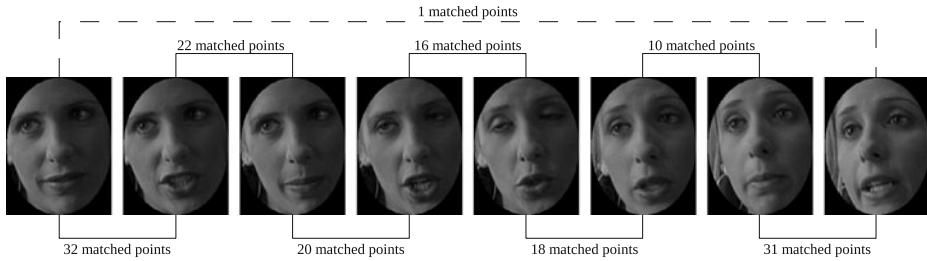 1 matched points
22 matched points
16 matched points
10 matched points
32 matched points
20 matched points
18 matched points
31 matched points